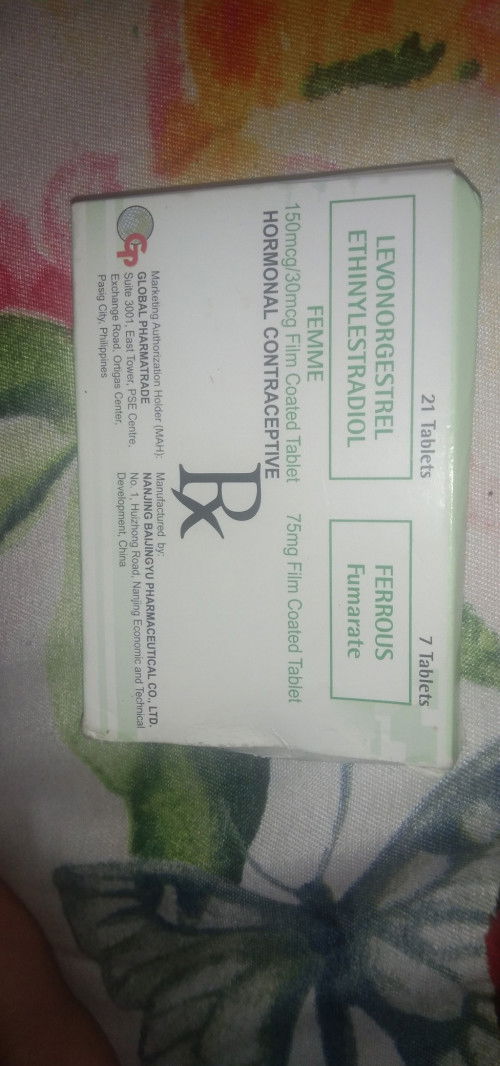 21 Tablets
7 Tablets
LEVONORGESTREL
ETHINYLESTRADIOL
FERROUS
Fumarate
FEMME
150mcg/30mcg Film Coated Tablet
75mg Film Coated Tablet
HORMONAL CONTRACEPTIVE
Rx
GP
Marketing Authorization Holder (MAH):
GLOBAL PHARMATRADE
Suite 3001, East Tower, PSE Centre,
Exchange Road, Ortigas Center,
Pasig City, Philippines
Manufactured by:
NANJING BAIJINGYU PHARMACEUTICAL CO., LTD.
No. 1, Huizhong Road, Nanjing Economic and Technical
Development, China